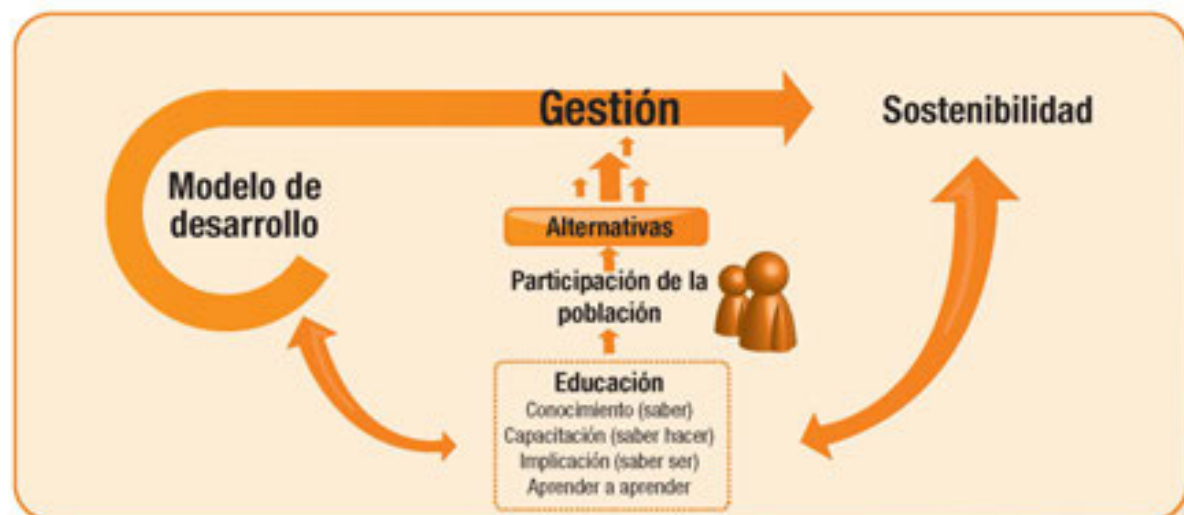 Gestión
Sostenibilidad
Modelo de
desarrollo
Alternativas
Participación de la
población
Educación
Conocimiento (saber)
Capacitación (saber hacer)
Implicación (saber ser)
Aprender a aprender